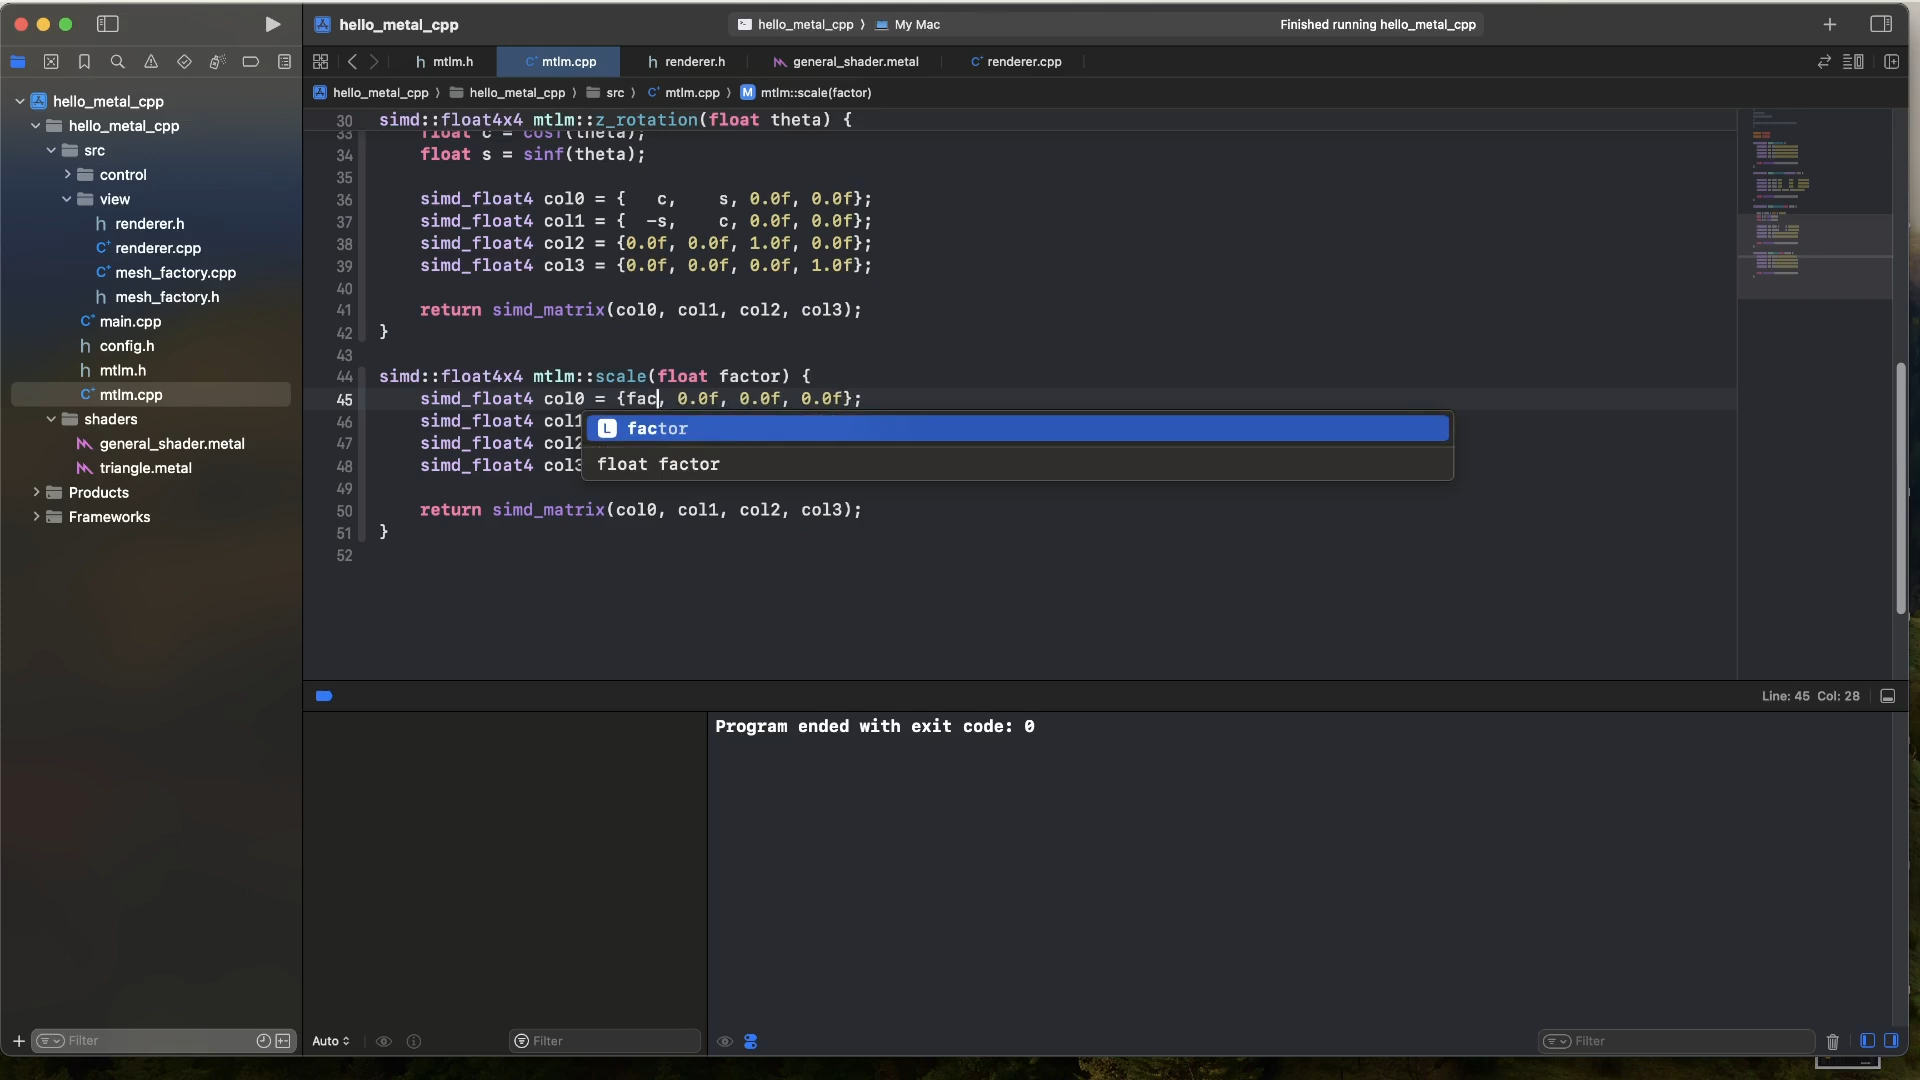 hello_metal_cpp
hello_metal_cpp 〉 My Mac
Finished running hello_metal_cpp
mtlm.h
mtlm.cpp
renderer.h
general_shader.metal
renderer.cpp
hello_metal_cpp 〉 hello_metal_cpp 〉 src 〉 mtlm.cpp 〉 M mtlm::scale(factor)
hello_metal_cpp
hello_metal_cpp
src
control
view
h renderer.h
C+ renderer.cpp
C+ mesh_factory.cpp
h mesh_factory.h
C+ main.cpp
h config.h
h mtlm.h
C+ mtlm.cpp
shaders
general_shader.metal
triangle.metal
Products
Frameworks
30 simd::float4x4 mtlm::z_rotation(float theta) {
33 float c = cosf(theta);
34 float s = sinf(theta);
35
36 simd_float4 col0 = {   c,    s, 0.0f, 0.0f};
37 simd_float4 col1 = {  -s,    c, 0.0f, 0.0f};
38 simd_float4 col2 = {0.0f, 0.0f, 1.0f, 0.0f};
39 simd_float4 col3 = {0.0f, 0.0f, 0.0f, 1.0f};
40
41 return simd_matrix(col0, col1, col2, col3);
42 }
43
44 simd::float4x4 mtlm::scale(float factor) {
45 simd_float4 col0 = {fac, 0.0f, 0.0f, 0.0f};
46 simd_float4 col1
47 simd_float4 col2
48 simd_float4 col3
L factor
float factor
49
50 return simd_matrix(col0, col1, col2, col3);
51 }
52
Line: 45 Col: 28
Program ended with exit code: 0
Filter
Auto
Filter
Filter